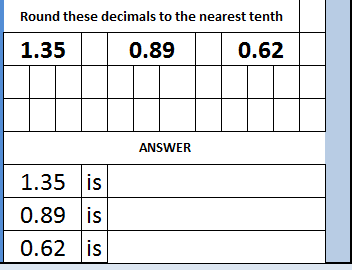 Round these decimals to the nearest tenth
1.35 0.89 0.62
ANSWER
1.35 is
0.89 is
0.62 is